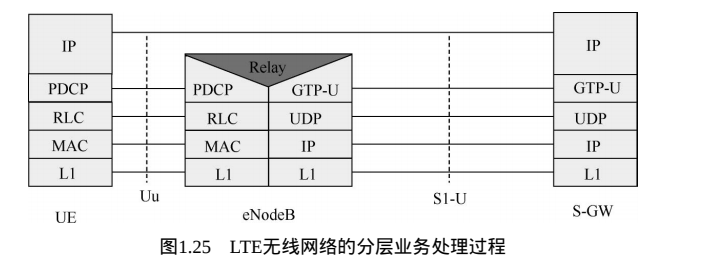 IP
IP
Relay
PDCP
PDCP
GTP-U
GTP-U
RLC
RLC
UDP
UDP
MAC
MAC
IP
IP
L1
L1
L1
L1
Uu
S1-U
UE
eNodeB
S-GW
图1.25 LTE无线网络的分层业务处理过程